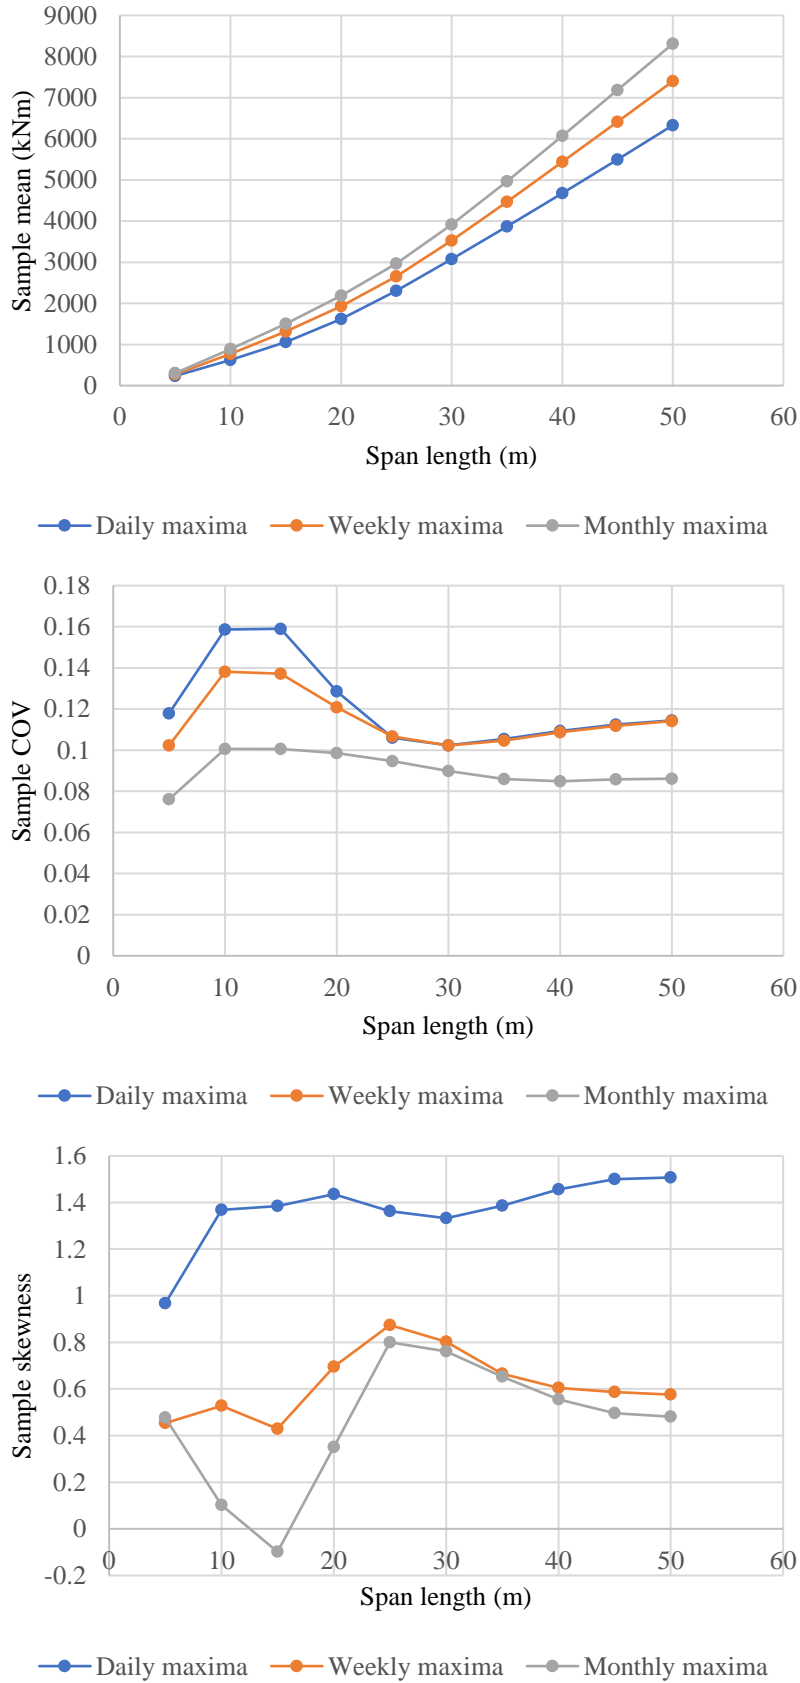 9000
8000
7000
6000
5000
4000
3000
2000
1000
0
Sample mean (kNm)
0 10 20 30 40 50 60
Span length (m)
Daily maxima Weekly maxima Monthly maxima
0.18
0.16
0.14
0.12
0.1
0.08
0.06
0.04
0.02
0
Sample COV
0 10 20 30 40 50 60
Span length (m)
Daily maxima Weekly maxima Monthly maxima
1.6
1.4
1.2
1
0.8
0.6
0.4
0.2
0
-0.2
Sample skewness
0 10 20 30 40 50 60
Span length (m)
Daily maxima Weekly maxima Monthly maxima